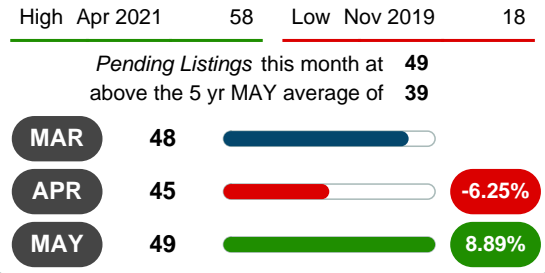 High Apr 2021 58 Low Nov 2019 18
Pending Listings this month at 49
above the 5 yr MAY average of 39
MAR 48
APR 45 -6.25%
MAY 49 8.89%